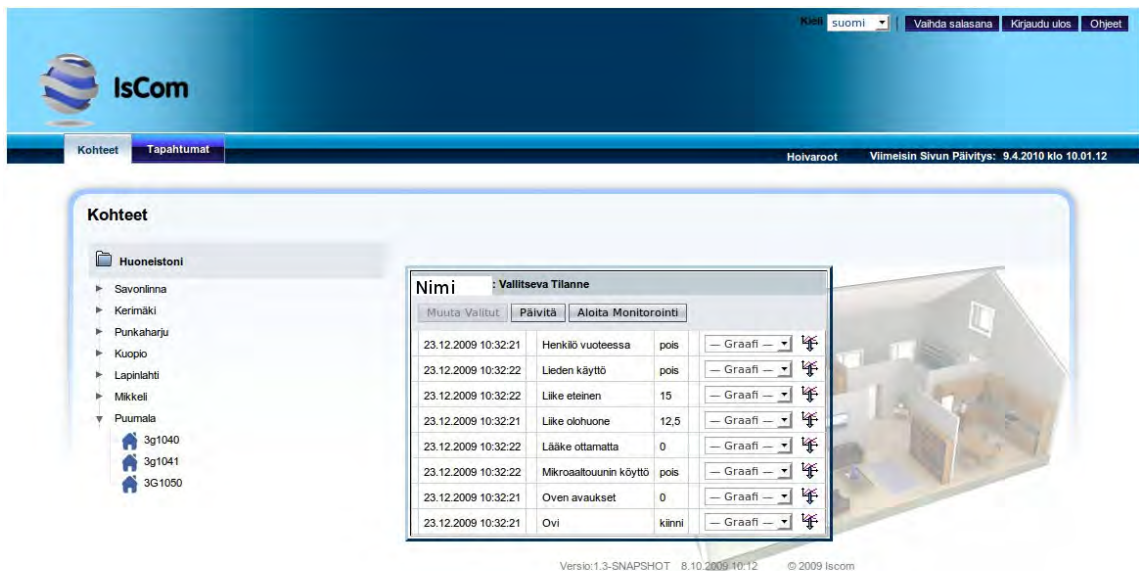 Kieli suomi Vaihda salasana Kirjaudu ulos Ohjeet
IsCom
Kohteet Tapahtumat
Hoivaroot Viimeisin Sivun Päivitys: 9.4.2010 klo 10.01.12
Kohteet
Huoneistoni
Savonlinna
Kerimäki
Punkaharju
Kuopio
Lapinlahti
Mikkeli
Puumala
3g1040
3g1041
3G1050
Nimi : Vallitseva Tilanne
Muuta Valitut Päivitä Aloita Monitorointi
23.12.2009 10:32:21 Henkilö vuoteessa pois — Graafi —
23.12.2009 10:32:22 Lieden käyttö pois — Graafi —
23.12.2009 10:32:22 Liike eteinen 15 — Graafi —
23.12.2009 10:32:21 Liike olohuone 12,5 — Graafi —
23.12.2009 10:32:22 Lääke ottamatta 0 — Graafi —
23.12.2009 10:32:22 Mikroaaltouunin köyttö pois — Graafi —
23.12.2009 10:32:21 Oven avaukset 0 — Graafi —
23.12.2009 10:32:21 Ovi kiinni — Graafi —
Versio:1.3-SNAPSHOT 8.10.2009 10:12 © 2009 Iscom